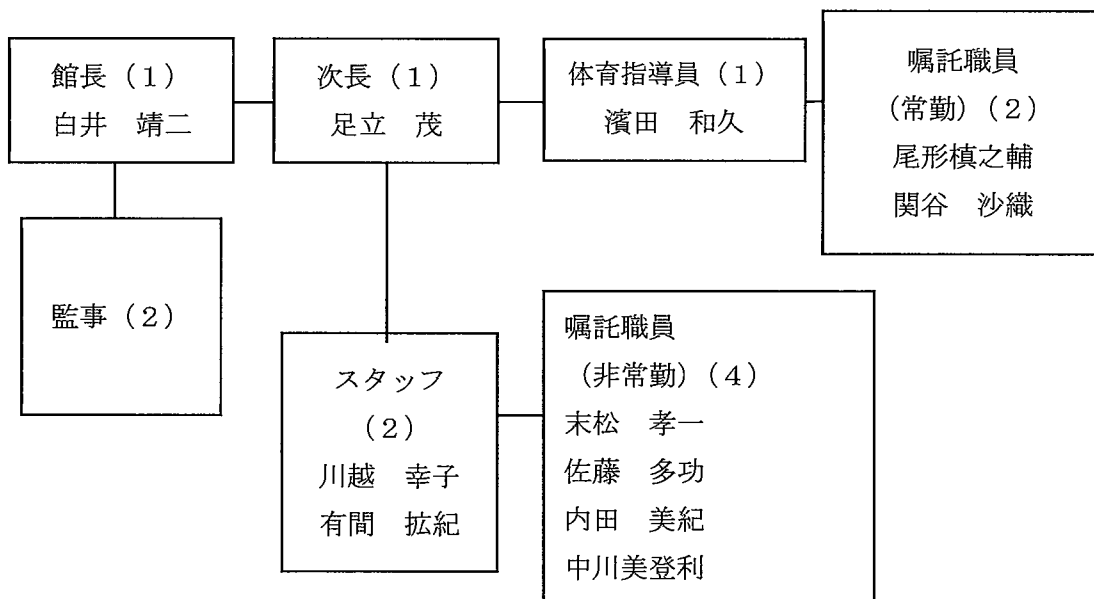 館長（１）
白井　靖二
次長（１）
足立　茂
体育指導員（１）
濱田　和久
嘱託職員
（常勤）（２）
尾形槙之輔
関谷　沙織
監事（２）
スタッフ
（２）
川越　幸子
有間　拡紀
嘱託職員
（非常勤）（４）
末松　孝一
佐藤　多功
内田　美紀
中川美登利